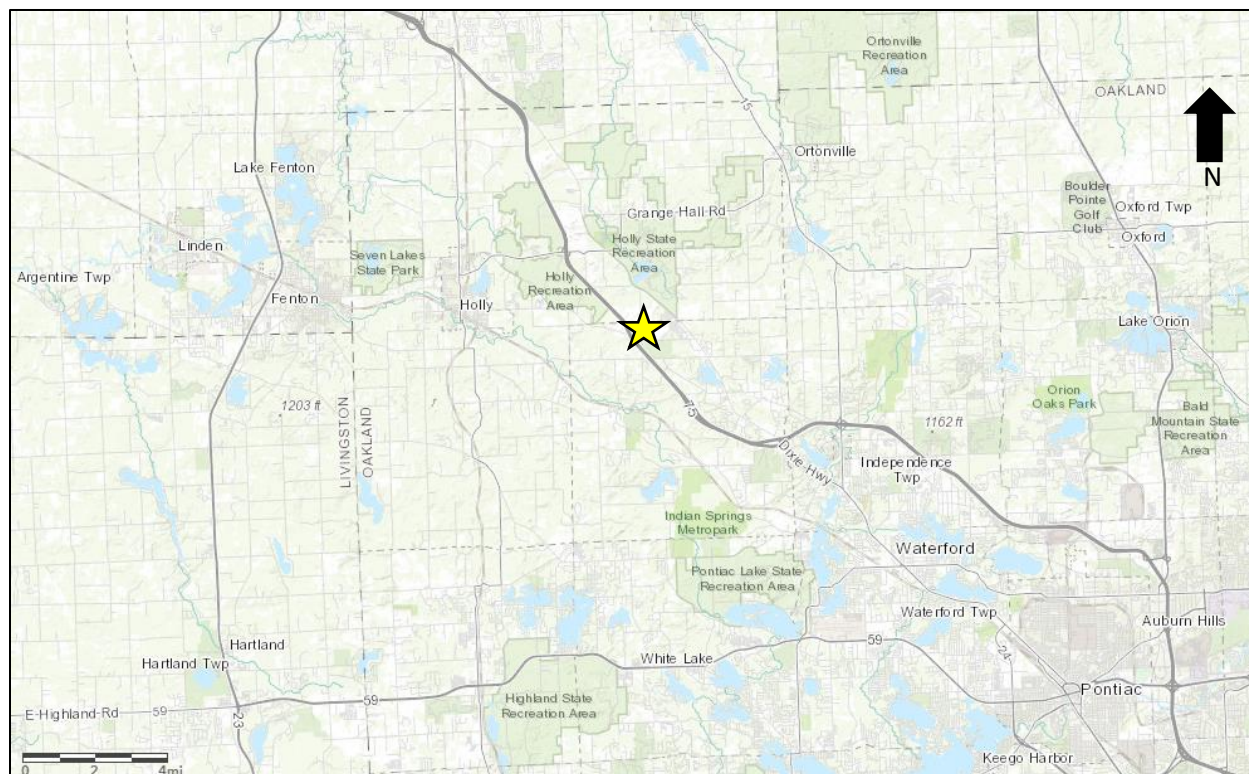 Ortonville
Recreation
Area
OAKLAND
15
N
Lake Fenton
Ortonville
Boulder
Pointe
Golf
Club
Oxford Twp
Oxford
Grange Hall Rd
Linden
Holly State
Recreation
Area
Seven Lakes
State Park
Argentine Twp
Holly
Recreation
Area
Fenton
Holly
Lake Orion
1203 ft
LIVINGSTON
OAKLAND
75
Orion
Oaks Park
Bald
Mountain State
Recreation
Area
1162 ft
Dixie Hwy
Independence
Twp
Indian Springs
Metropark
Waterford
Pontiac Lake State
Recreation Area
Waterford Twp
Auburn Hills
Hartland
Hartland Twp
White Lake
59
24
Pontiac
Highland State
Recreation Area
59
E-Highland-Rd
59
23
Keego Harbor
0 2 4mi